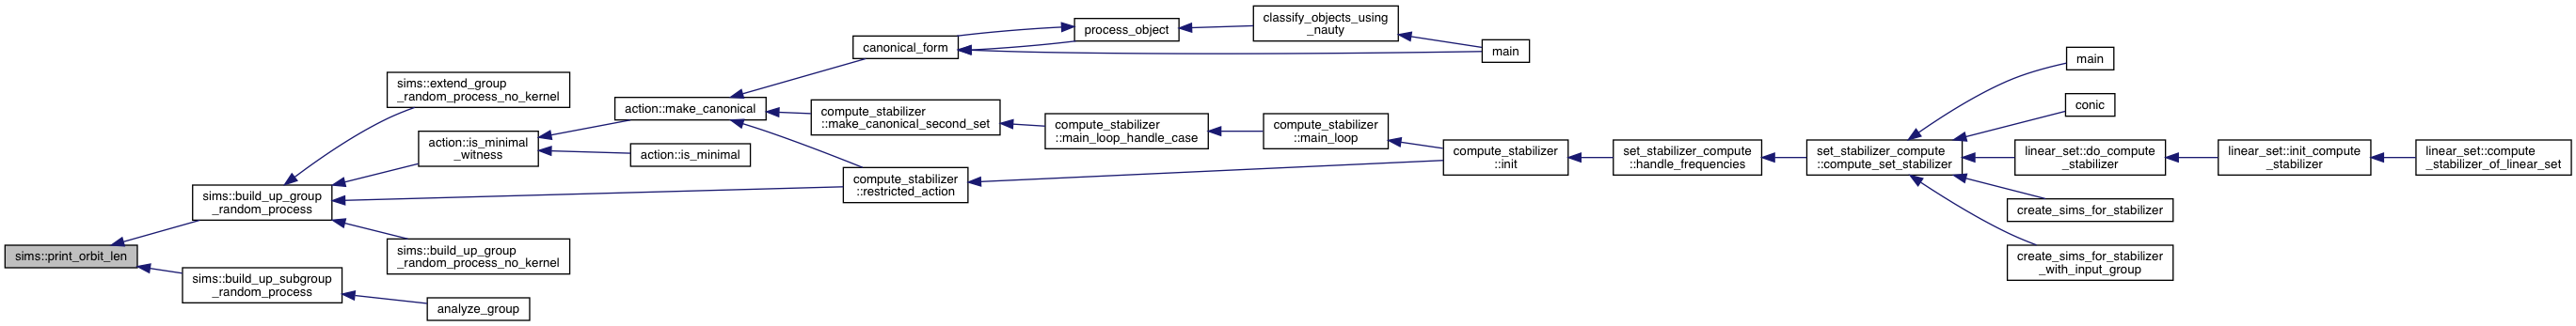 sims::print_orbit_len
sims::build_up_group
_random_process
sims::extend_group
_random_process_no_kernel
action::is_minimal
_witness
action::make_canonical
canonical_form
process_object
classify_objects_using
_nauty
main
compute_stabilizer
::make_canonical_second_set
compute_stabilizer
::main_loop_handle_case
compute_stabilizer
::main_loop
compute_stabilizer
::init
set_stabilizer_compute
::handle_frequencies
set_stabilizer_compute
::compute_set_stabilizer
main
conic
linear_set::do_compute
_stabilizer
linear_set::init_compute
_stabilizer
linear_set::compute
_stabilizer_of_linear_set
create_sims_for_stabilizer
create_sims_for_stabilizer
_with_input_group
compute_stabilizer
::restricted_action
action::is_minimal
sims::build_up_group
_random_process_no_kernel
sims::build_up_subgroup
_random_process
analyze_group